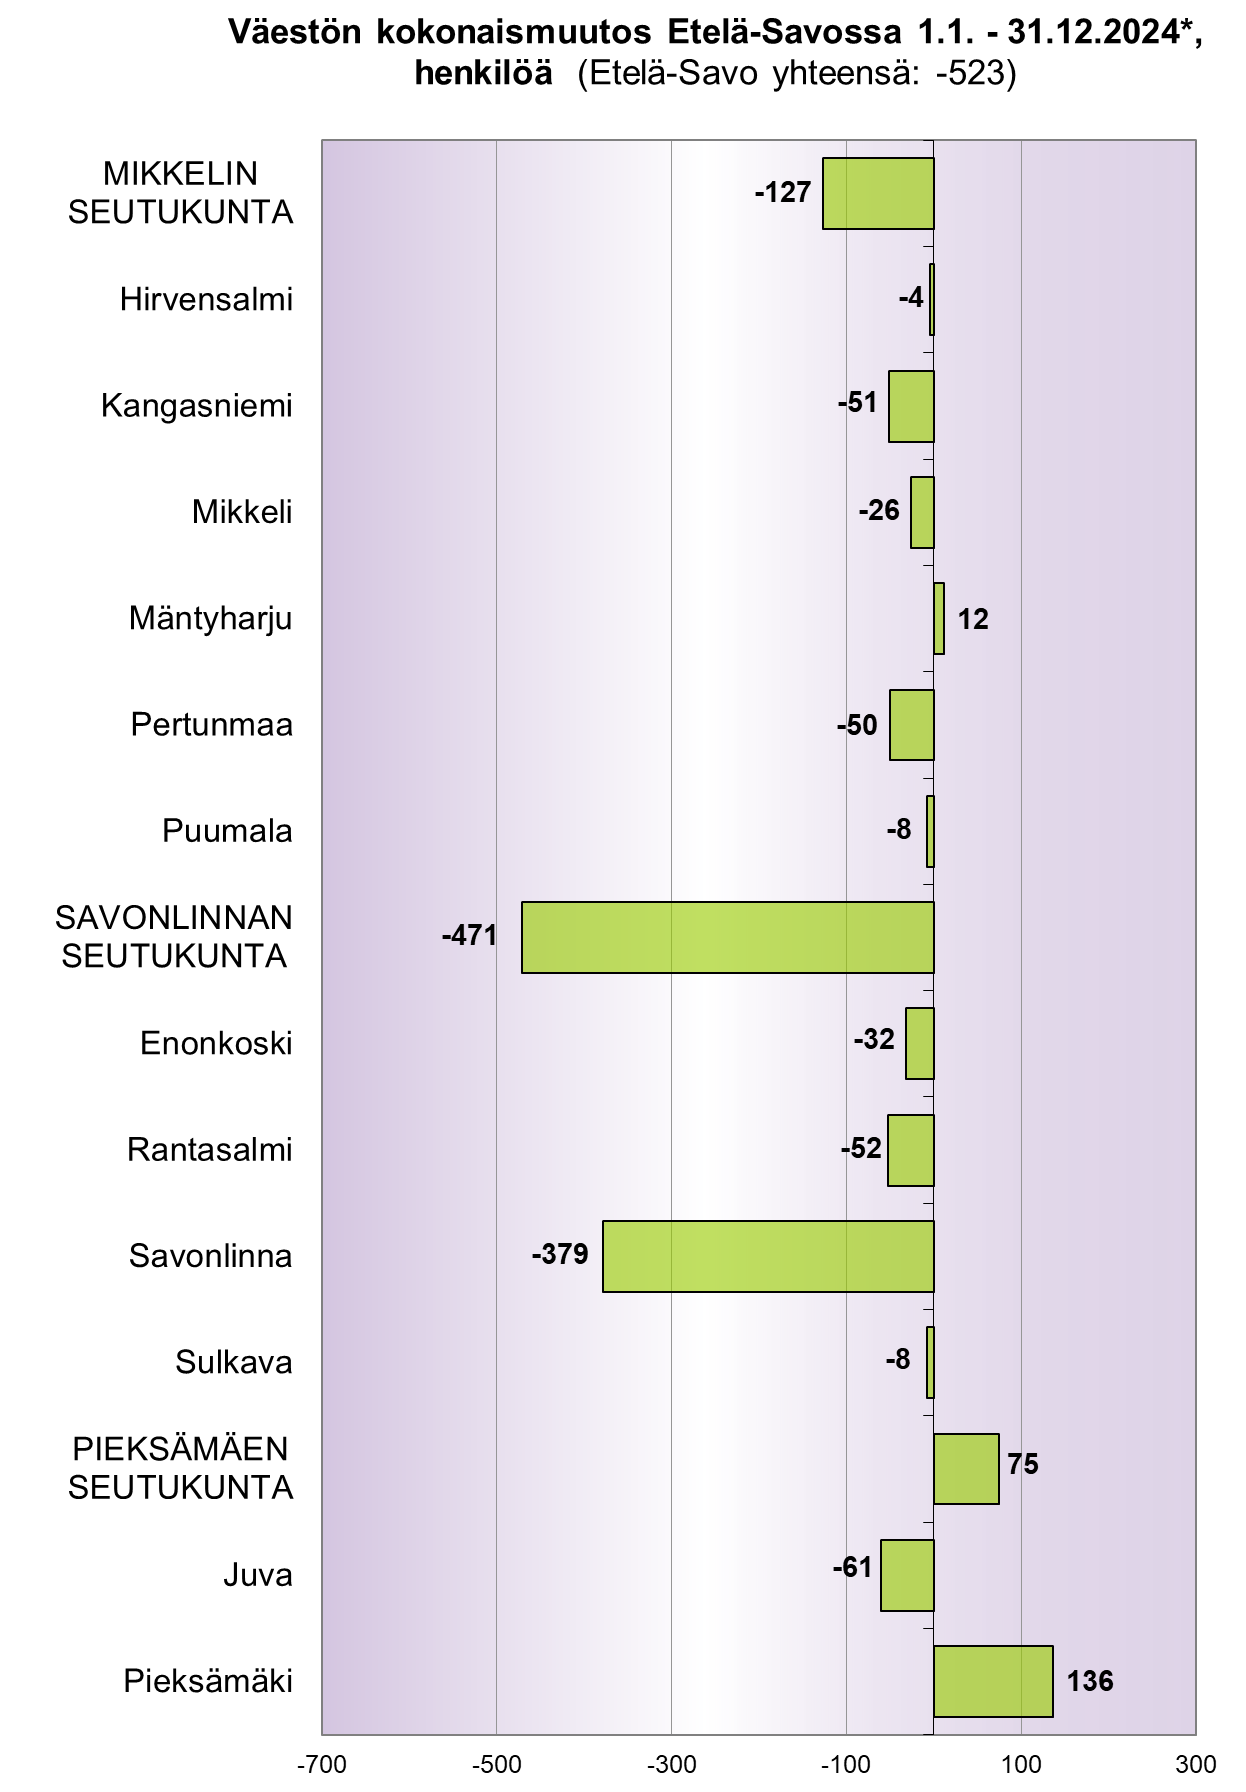 Väestön kokonaismuutos Etelä-Savossa 1.1. - 31.12.2024*,
henkilöä (Etelä-Savo yhteensä: -523)
MIKKELIN
SEUTUKUNTA
-127
Hirvensalmi
-4
Kangasniemi
-51
Mikkeli
-26
Mäntyharju
12
Pertunmaa
-50
Puumala
-8
SAVONLINNAN
SEUTUKUNTA
-471
Enonkoski
-32
Rantasalmi
-52
Savonlinna
-379
Sulkava
-8
PIEKSÄMÄEN
SEUTUKUNTA
75
Juva
-61
Pieksämäki
136
-700 -500 -300 -100 100 300